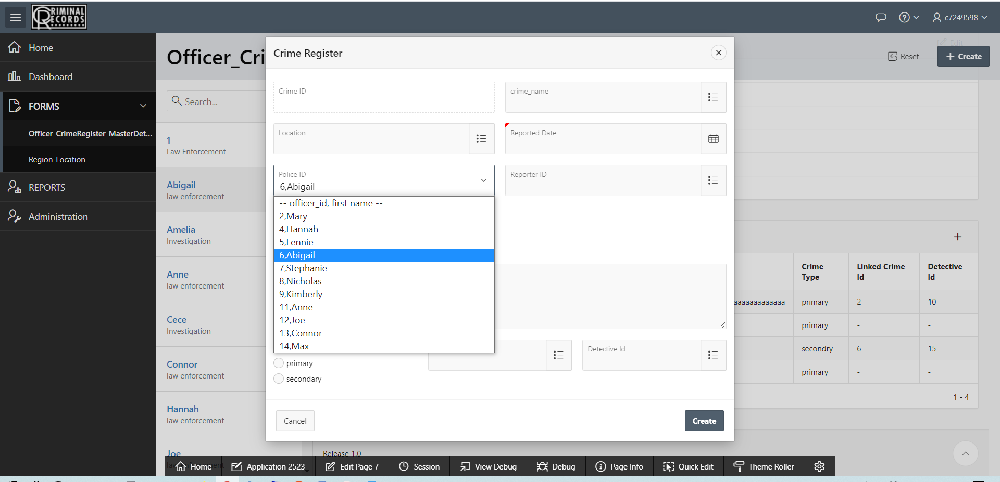 CRIMINAL
RECORDS
c7249598
Home
Dashboard
FORMS
Officer_CrimeRegister_MasterDet...
Region_Location
REPORTS
Administration
Officer_Cri
Edit
Reset
Create
Search...
1
Law Enforcement
Abigail
law enforcement
Amelia
Investigation
Anne
law enforcement
Cece
Investigation
Connor
law enforcement
Hannah
law enforcement
Joe
Crime Register
Crime ID
crime_name
Location
Reported Date
Police ID
6,Abigail
Reporter ID
-- officer_id, first name --
2,Mary
4,Hannah
5,Lennie
6,Abigail
7,Stephanie
8,Nicholas
9,Kimberly
11,Anne
12,Joe
13,Connor
14,Max
primary
secondary
Detective Id
Cancel
Create
Crime Type Linked Crime Id Detective Id
aaaaaaaaaaaaa primary 2 10
primary - -
secondry 6 15
primary - -
1 - 4
Release 1.0
Home Application 2523 Edit Page 7 Session View Debug Debug Page Info Quick Edit Theme Roller